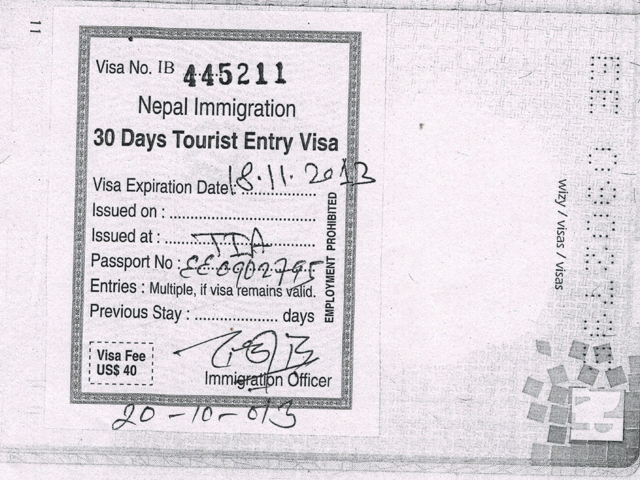 11
Visa No. IB 445211
Nepal Immigration
30 Days Tourist Entry Visa
Visa Expiration Date: 18.11.2013
Issued on : ....................................
Issued at : TIA
Passport No : EE0902795
Entries : Multiple, if visa remains valid.
Previous Stay : ..................... days
EMPLOYMENT PROHIBITED
Visa Fee
US$ 40
Immigration Officer
20-10-013
wizy / visas / visas